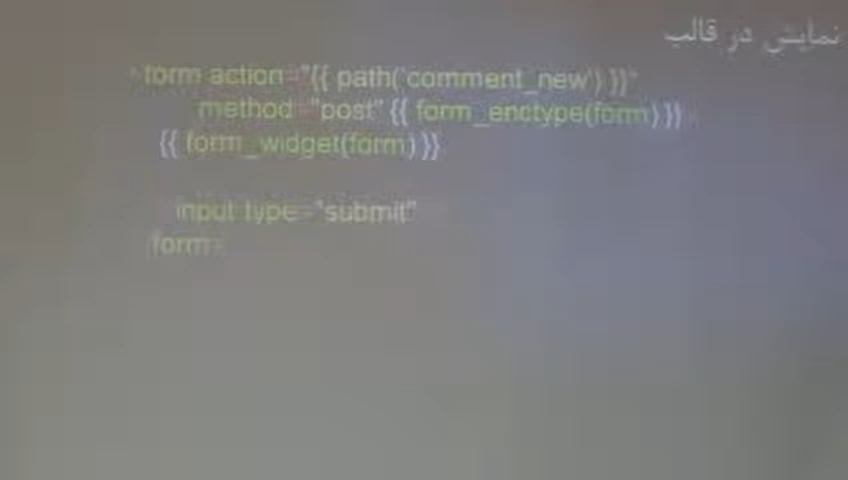 نمایش در قالب
<form action="{{ path('comment_new') }}"
method="post" {{ form_enctype(form) }} >
{{ form_widget(form) }}
input type="submit"
form>